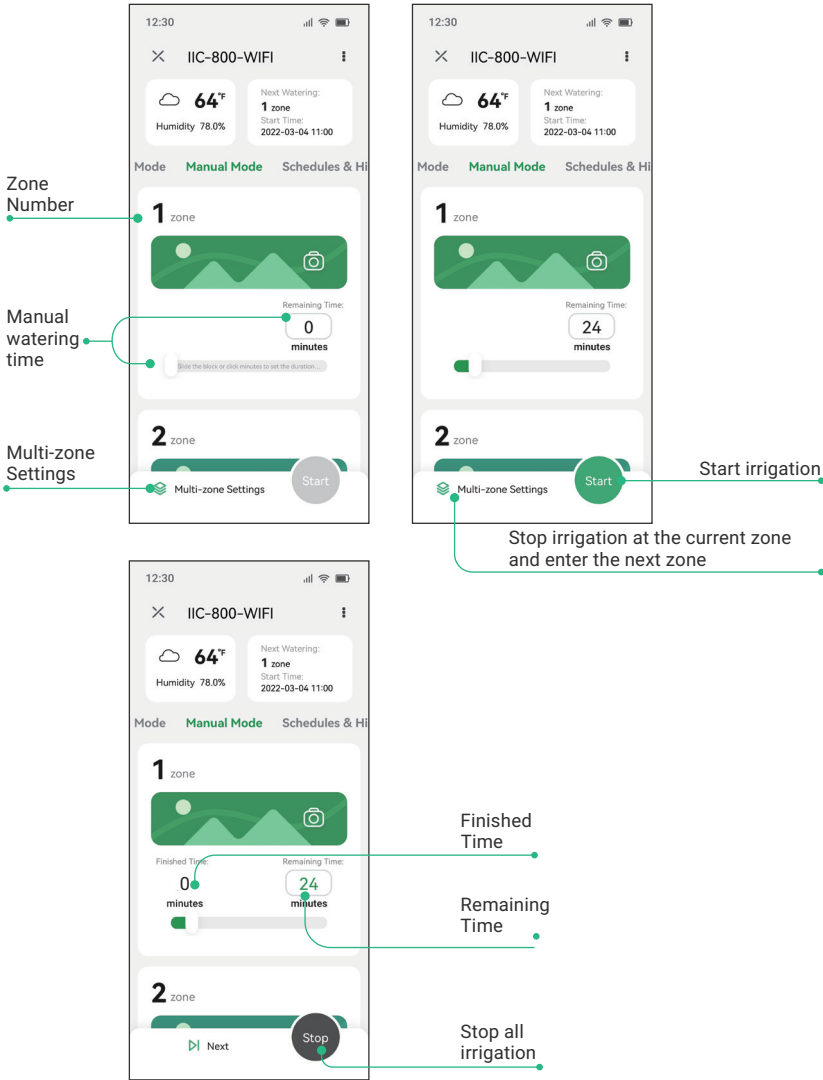 12:30
IIC-800-WIFI
64°F
Humidity 78.0%
Next Watering:
1 zone
Start Time:
2022-03-04 11:00
Mode Manual Mode Schedules & Hi
Zone
Number
1 zone
Remaining Time:
0
minutes
Manual
watering
time
Slide the block or click minutes to set the duration...
2 zone
Multi-zone
Settings
Multi-zone Settings
Start
12:30
IIC-800-WIFI
64°F
Humidity 78.0%
Next Watering:
1 zone
Start Time:
2022-03-04 11:00
Mode Manual Mode Schedules & Hi
1 zone
Remaining Time:
24
minutes
2 zone
Multi-zone Settings
Start
Start irrigation
Stop irrigation at the current zone
and enter the next zone
12:30
IIC-800-WIFI
64°F
Humidity 78.0%
Next Watering:
1 zone
Start Time:
2022-03-04 11:00
Mode Manual Mode Schedules & Hi
1 zone
Finished Time:
0
minutes
Remaining Time:
24
minutes
Finished
Time
Remaining
Time
2 zone
Next
Stop
Stop all
irrigation